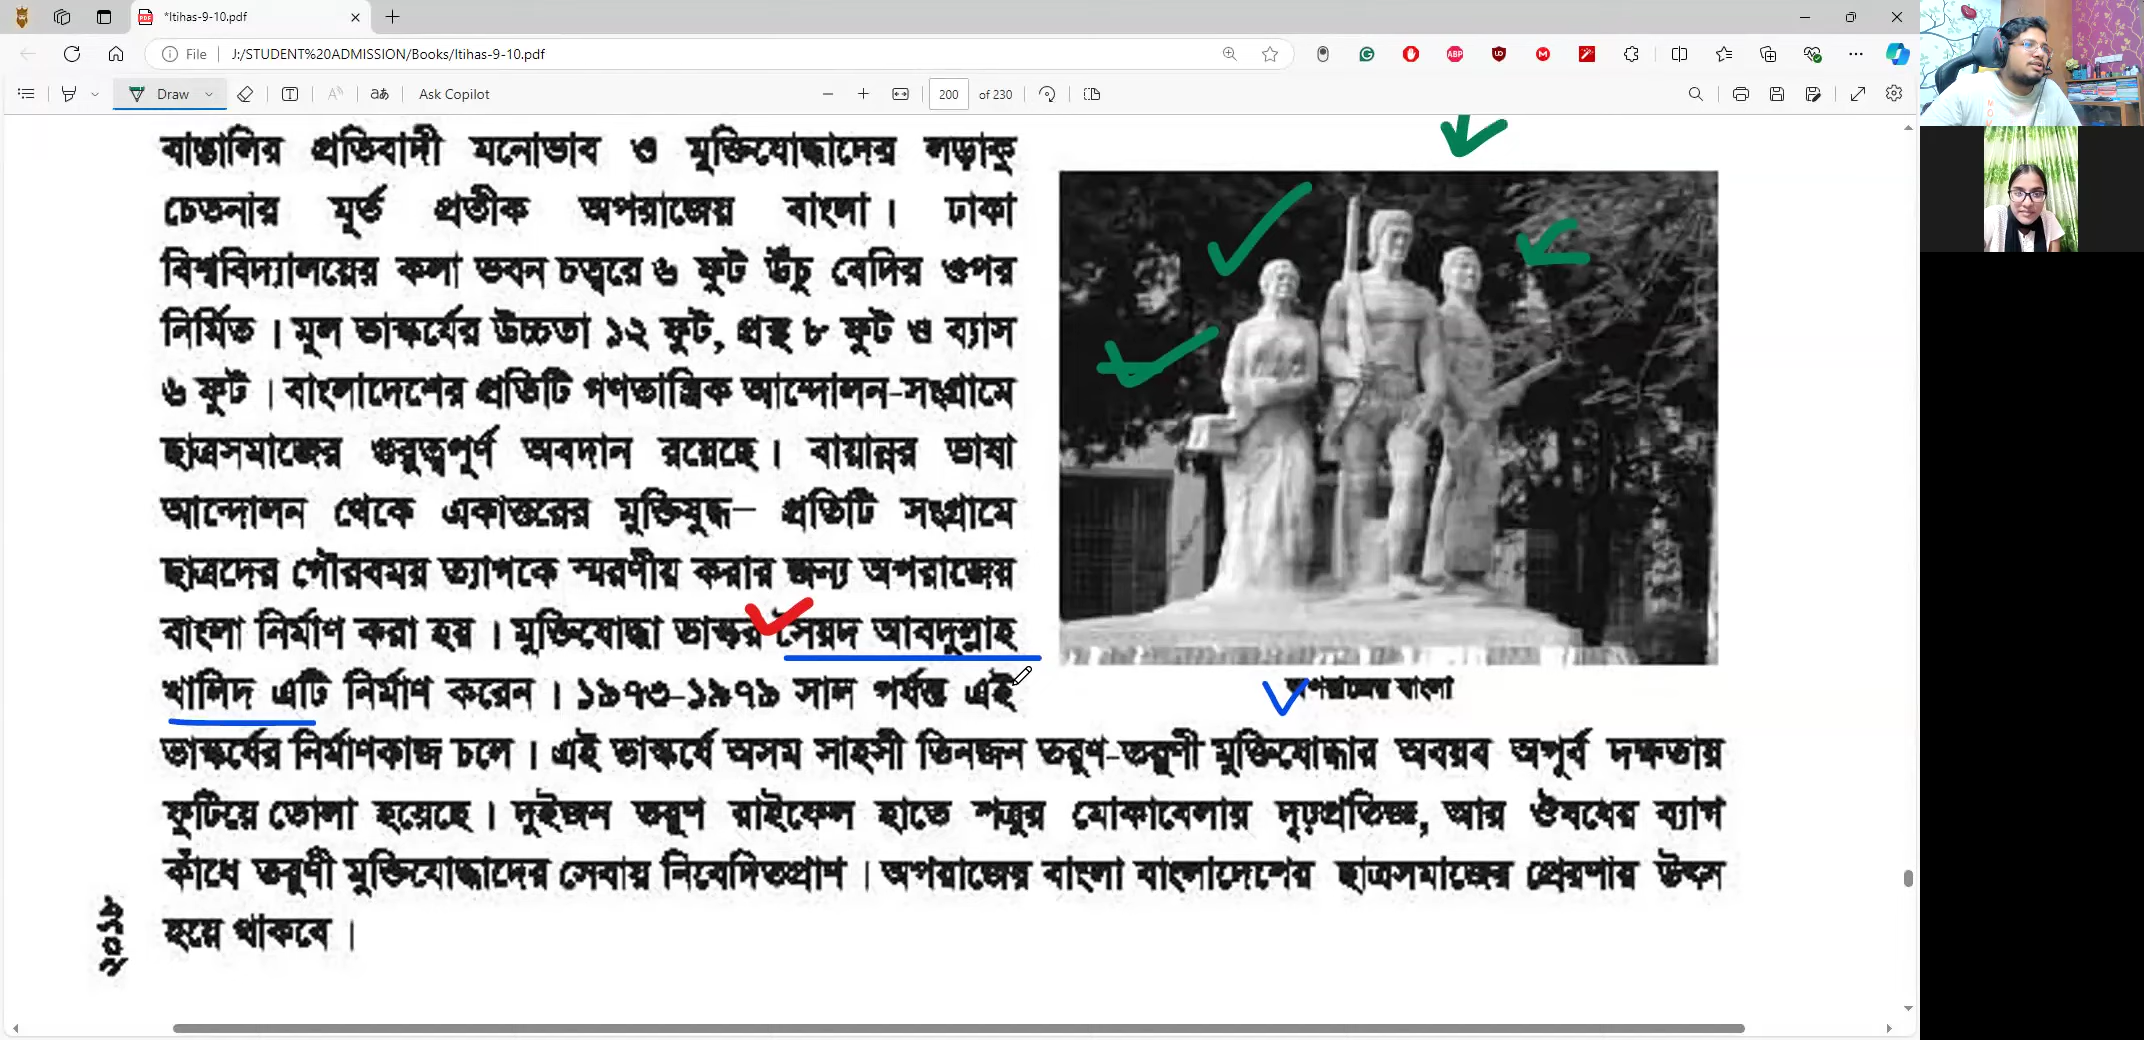 *Itihas-9-10.pdf
File
J:/STUDENT%20ADMISSION/Books/Itihas-9-10.pdf
Draw
Ask Copilot
200 of 230
বাঙালির প্রতিবাদী মনোভাব ও মুক্তিযোদ্ধাদের লড়াকু
চেতনার মূর্ত প্রতীক অপরাজেয় বাংলা। ঢাকা
বিশ্ববিদ্যালয়ের কলা ভবন চত্বরে ৬ ফুট উঁচু বেদির ওপর
নির্মিত। মূল ভাস্কর্যের উচ্চতা ১২ ফুট, প্রস্থ ৮ ফুট ও ব্যাস
৬ ফুট। বাংলাদেশের প্রতিটি গণতান্ত্রিক আন্দোলন-সংগ্রামে
ছাত্রসমাজের গুরুত্বপূর্ণ অবদান রয়েছে। বায়ান্নর ভাষা
আন্দোলন থেকে একাত্তরের মুক্তিযুদ্ধ– প্রতিটি সংগ্রামে
ছাত্রদের গৌরবময় ত্যাগকে স্মরণীয় করার জন্য অপরাজেয়
বাংলা নির্মাণ করা হয়। মুক্তিযোদ্ধা ভাস্কর সৈয়দ আবদুল্লাহ
খালিদ এটি নির্মাণ করেন। ১৯৭৩-১৯৭৯ সাল পর্যন্ত এই
অপরাজেয় বাংলা
ভাস্কর্যের নির্মাণকাজ চলে। এই ভাস্কর্যে অসম সাহসী তিনজন তরুণ-তরুণী মুক্তিযোদ্ধার অবয়ব অপূর্ব দক্ষতায়
ফুটিয়ে তোলা হয়েছে। দুইজন তরুণ রাইফেল হাতে শত্রুর মোকাবেলায় দৃঢ়প্রতিজ্ঞ, আর ঔষধের ব্যাগ
কাঁধে তরুণী মুক্তিযোদ্ধাদের সেবায় নিবেদিতপ্রাণ। অপরাজেয় বাংলা বাংলাদেশের ছাত্রসমাজের প্রেরণায় উৎস
হয়ে থাকবে।
২০১৮